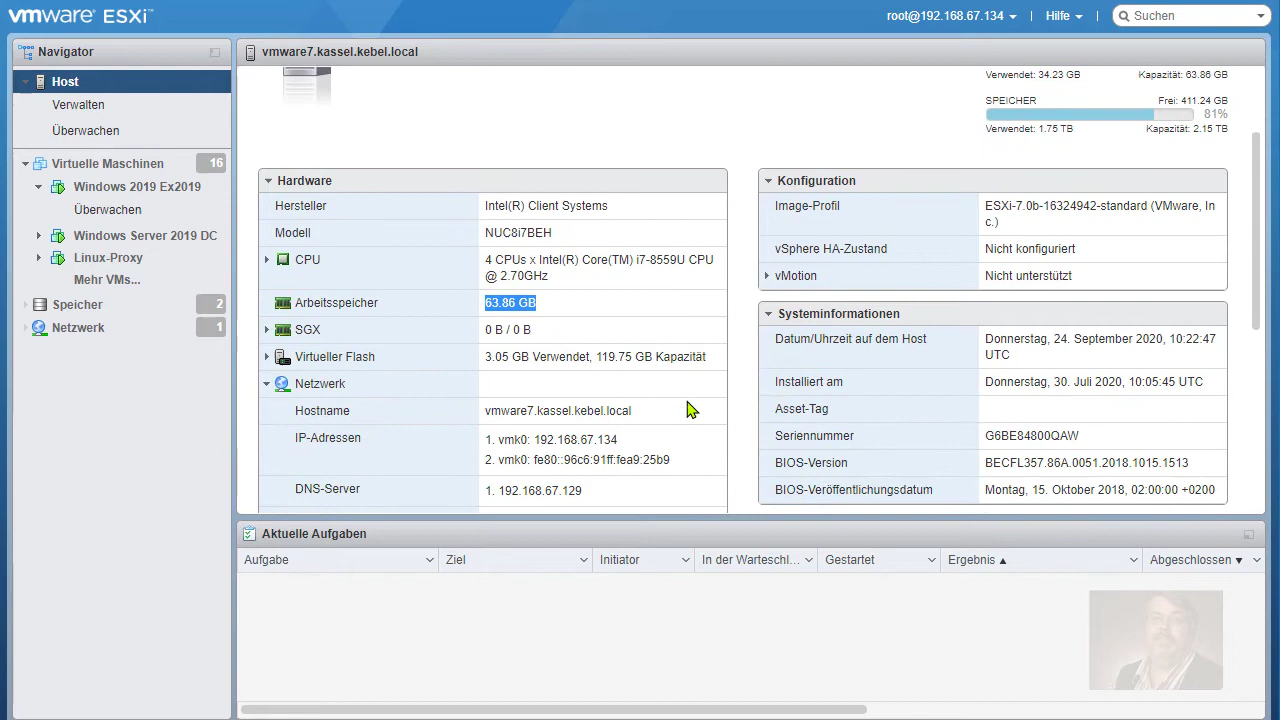 vmware ESXi™
root@192.168.67.134
Hilfe
Suchen
Navigator
Host
Verwalten
Überwachen
Virtuelle Maschinen 16
Windows 2019 Ex2019
Überwachen
Windows Server 2019 DC
Linux-Proxy
Mehr VMs...
Speicher 2
Netzwerk 1
vmware7.kassel.kebel.local
Verwendet: 34.23 GB Kapazität: 63.86 GB
SPEICHER Frei: 411.24 GB
81%
Verwendet: 1.75 TB Kapazität: 2.15 TB
Hardware
Hersteller Intel(R) Client Systems
Modell NUC8i7BEH
CPU 4 CPUs x Intel(R) Core(TM) i7-8559U CPU
@ 2.70GHz
Arbeitsspeicher 63.86 GB
SGX 0 B / 0 B
Virtueller Flash 3.05 GB Verwendet, 119.75 GB Kapazität
Netzwerk
Hostname vmware7.kassel.kebel.local
IP-Adressen 1. vmk0: 192.168.67.134
2. vmk0: fe80::96c6:91ff:fea9:25b9
DNS-Server 1. 192.168.67.129
Konfiguration
Image-Profil ESXi-7.0b-16324942-standard (VMware, In
c.)
vSphere HA-Zustand Nicht konfiguriert
vMotion Nicht unterstützt
Systeminformationen
Datum/Uhrzeit auf dem Host Donnerstag, 24. September 2020, 10:22:47
UTC
Installiert am Donnerstag, 30. Juli 2020, 10:05:45 UTC
Asset-Tag
Seriennummer G6BE84800QAW
BIOS-Version BECFL357.86A.0051.2018.1015.1513
BIOS-Veröffentlichungsdatum Montag, 15. Oktober 2018, 02:00:00 +0200
Aktuelle Aufgaben
Aufgabe Ziel Initiator In der Warteschl... Gestartet Ergebnis Abgeschlossen